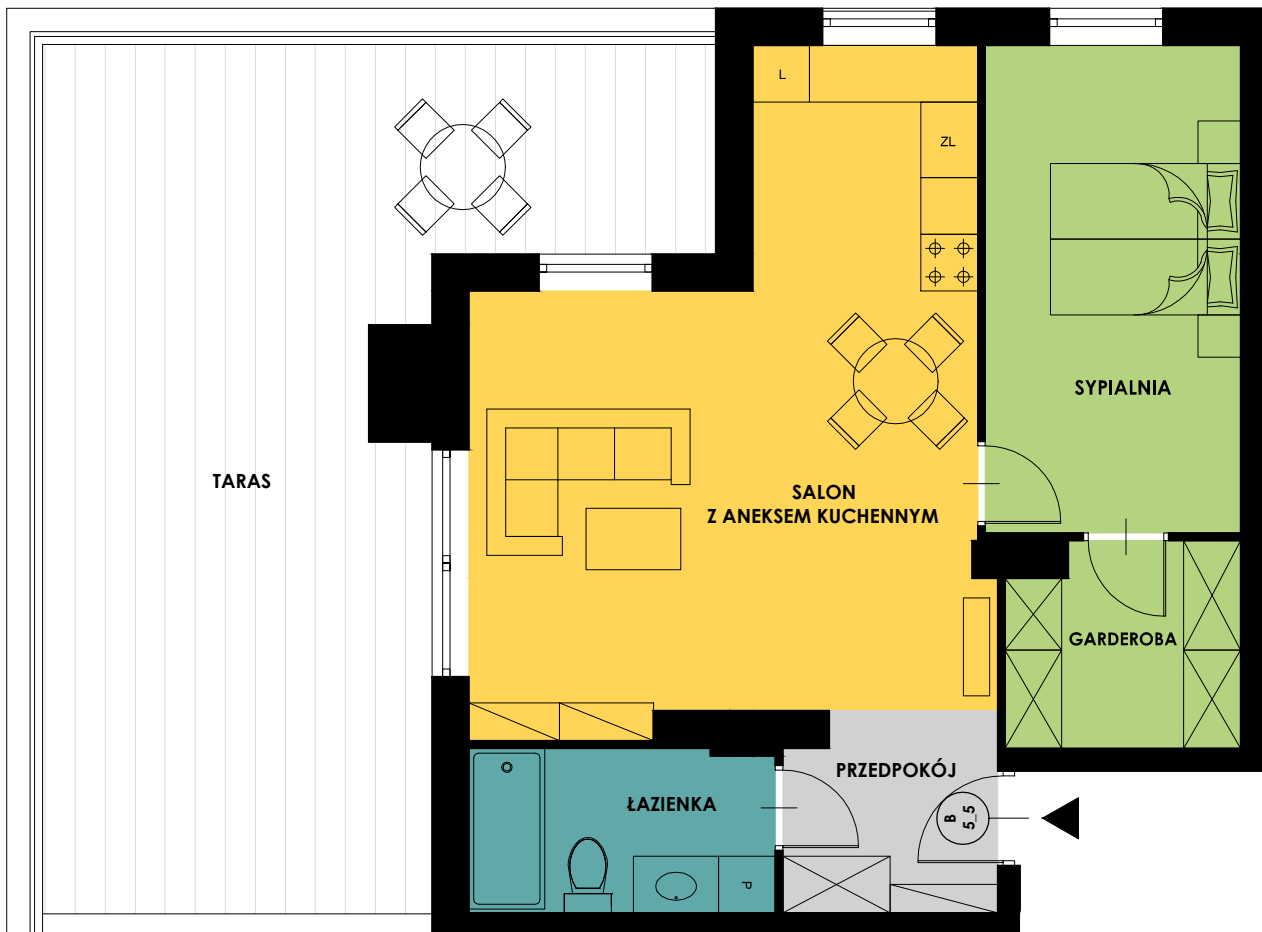 L
ZL
SYPIALNIA
TARAS
SALON
Z ANEKSEM KUCHENNYM
GARDEROBA
PRZEDPOKÓJ
ŁAZIENKA
B
5_5
P